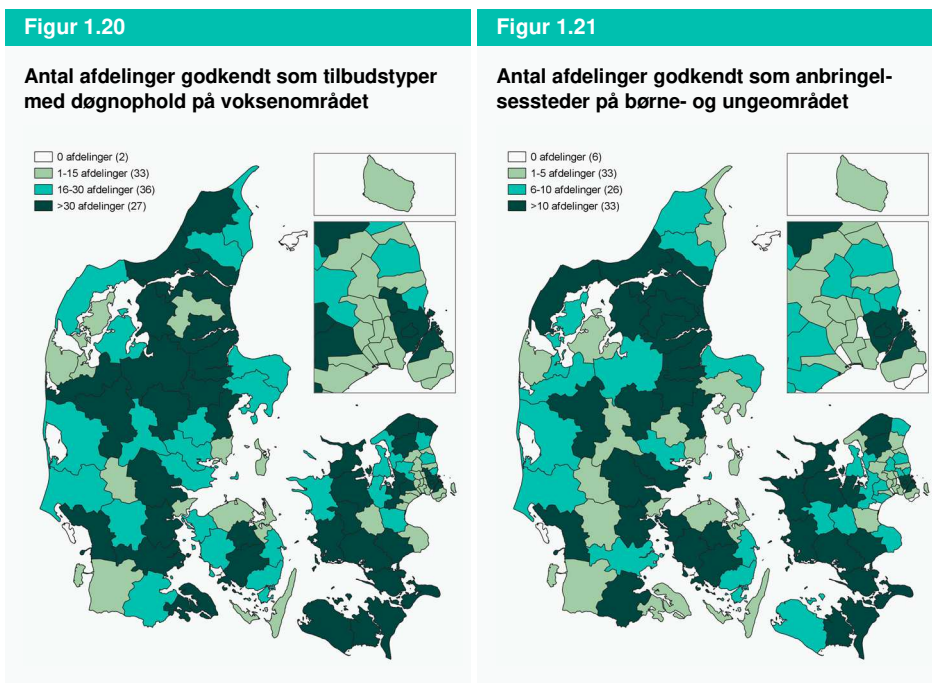 Figur 1.20
Antal afdelinger godkendt som tilbudstyper
med døgnophold på voksenområdet
0 afdelinger (2)
1-15 afdelinger (33)
16-30 afdelinger (36)
>30 afdelinger (27)
Figur 1.21
Antal afdelinger godkendt som anbringel-
sessteder på børne- og ungeområdet
0 afdelinger (6)
1-5 afdelinger (33)
6-10 afdelinger (26)
>10 afdelinger (33)